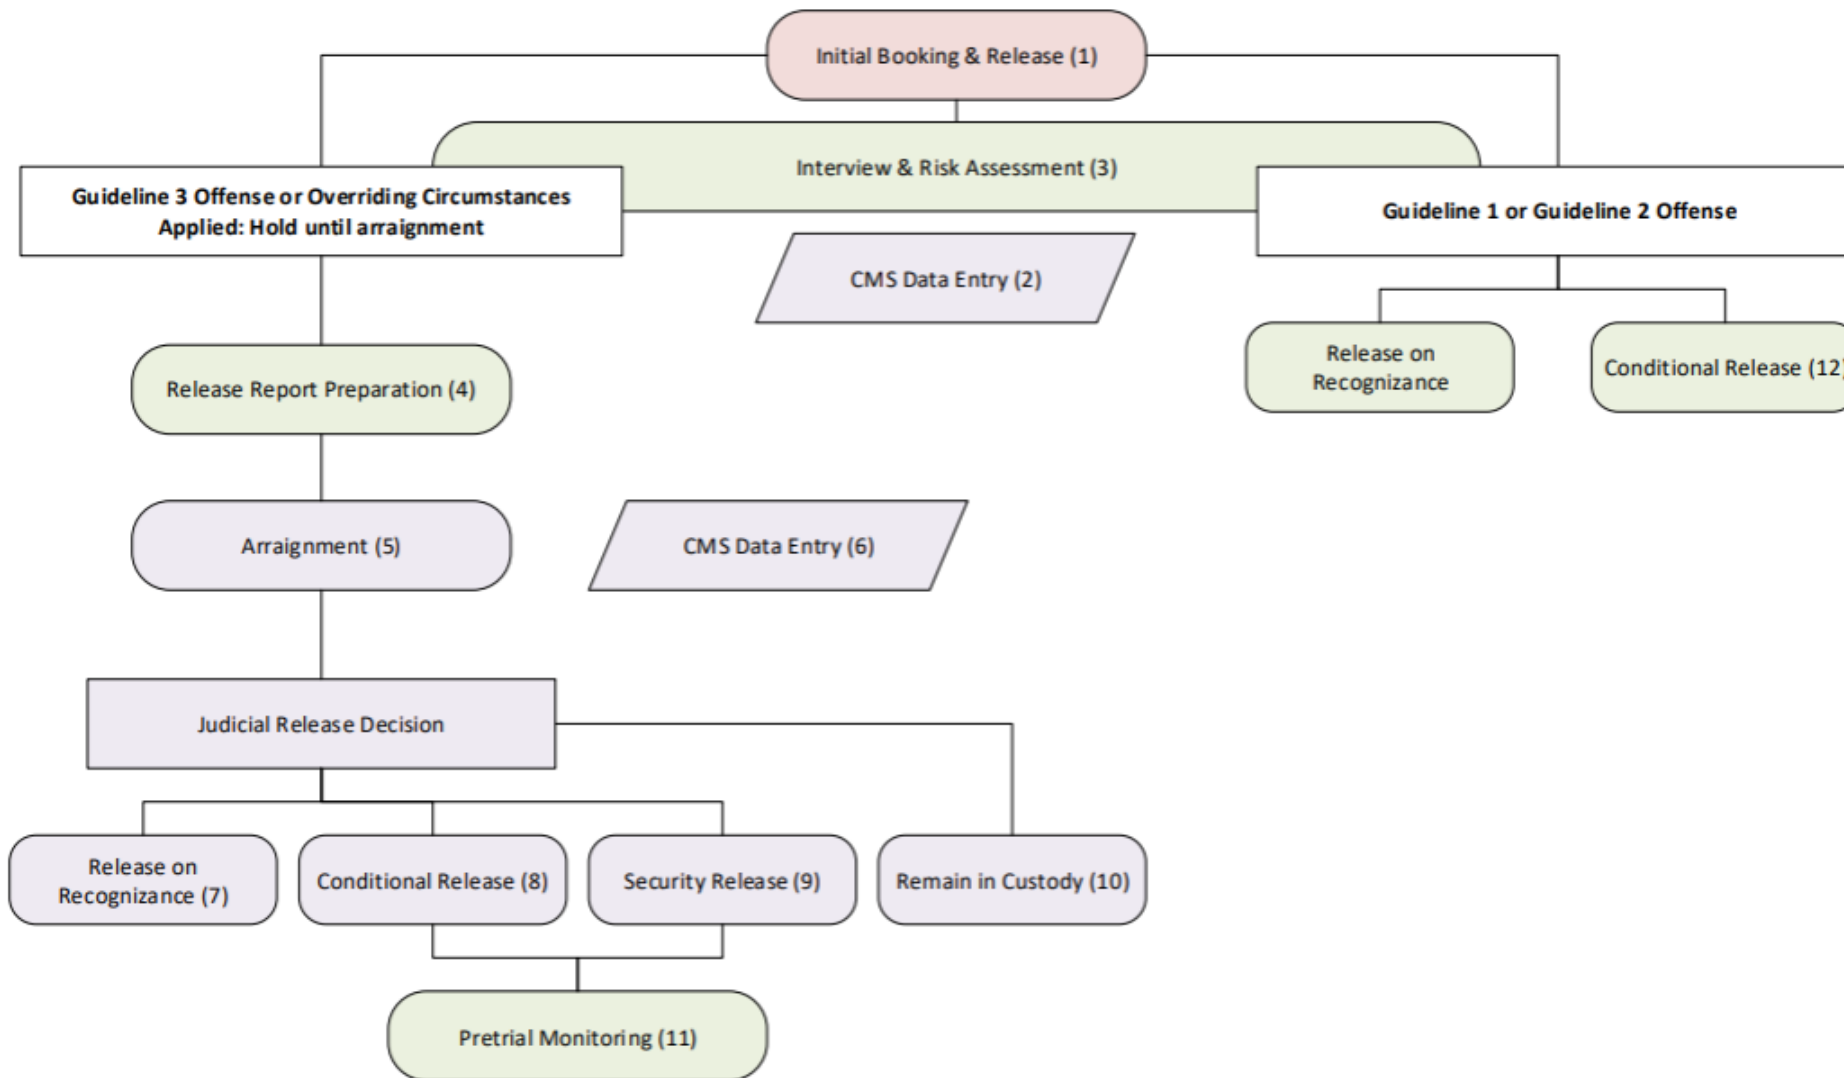 Initial Booking & Release (1)
Interview & Risk Assessment (3)
Guideline 3 Offense or Overriding Circumstances
Applied: Hold until arraignment
Guideline 1 or Guideline 2 Offense
CMS Data Entry (2)
Release on
Recognizance
Conditional Release (12)
Release Report Preparation (4)
Arraignment (5)
CMS Data Entry (6)
Judicial Release Decision
Release on
Recognizance (7)
Conditional Release (8)
Security Release (9)
Remain in Custody (10)
Pretrial Monitoring (11)